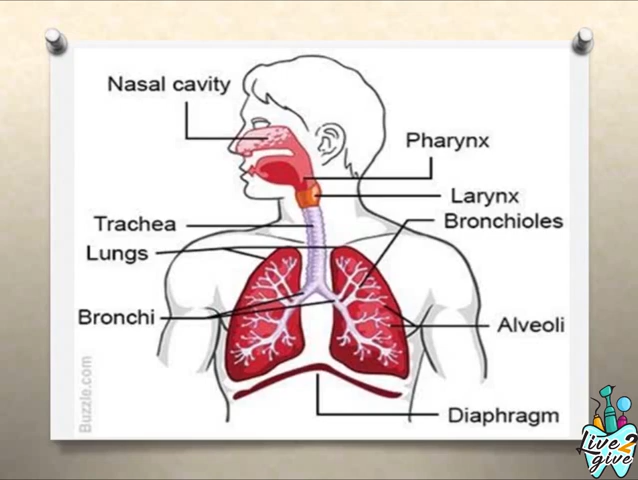 Nasal cavity
Pharynx
Larynx
Trachea
Bronchioles
Lungs
Bronchi
Alveoli
Diaphragm
Buzzle.com
Live 2
give